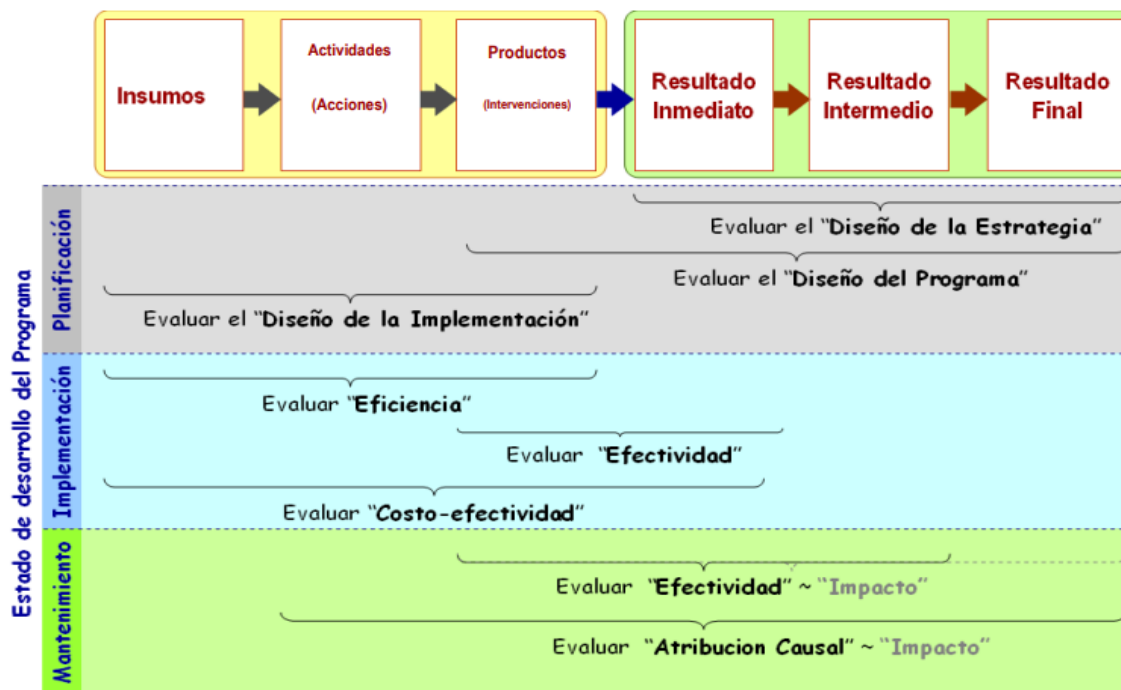 Insumos
Actividades
(Acciones)
Productos
(Intervenciones)
Resultado
Inmediato
Resultado
Intermedio
Resultado
Final
Estado de desarrollo del Programa
Planificación
Evaluar el “Diseño de la Estrategia”
Evaluar el “Diseño del Programa”
Evaluar el “Diseño de la Implementación”
Implementación
Evaluar “Eficiencia”
Evaluar “Efectividad”
Evaluar “Costo-efectividad”
Mantenimiento
Evaluar “Efectividad” ~ “Impacto”
Evaluar “Atribucion Causal” ~ “Impacto”